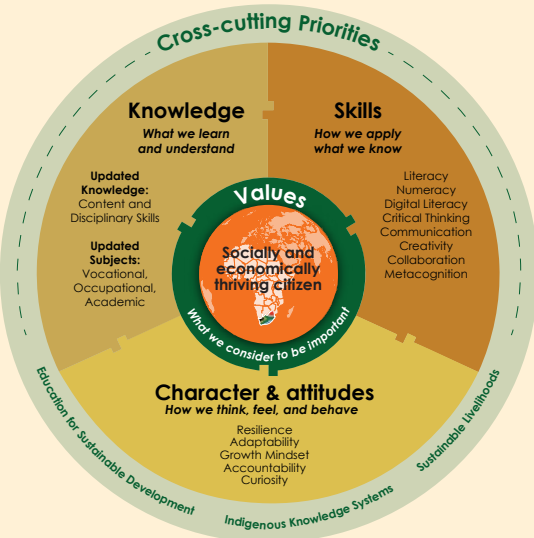 Cross-cutting Priorities
Knowledge
What we learn
and understand
Updated
Knowledge:
Content and
Disciplinary Skills
Updated
Subjects:
Vocational,
Occupational,
Academic
Skills
How we apply
what we know
Literacy
Numeracy
Digital Literacy
Critical Thinking
Communication
Creativity
Collaboration
Metacognition
Values
Socially and
economically
thriving citizen
What we consider to be important
Character & attitudes
How we think, feel, and behave
Resilience
Adaptability
Growth Mindset
Accountability
Curiosity
Education for Sustainable Development
Indigenous Knowledge Systems
Sustainable Livelihoods